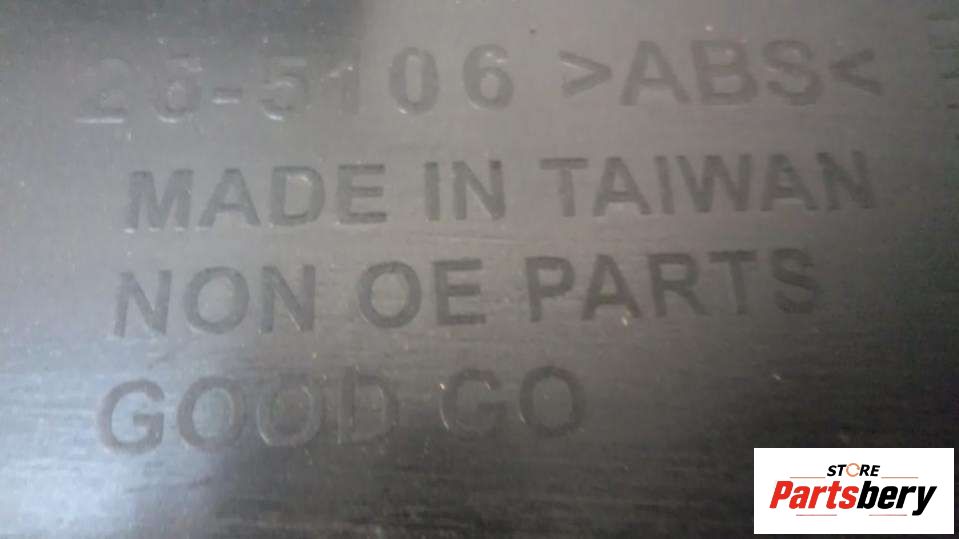 25-5106 >ABS<
MADE IN TAIWAN
NON OE PARTS
GOOD GO
STORE
Partsbery